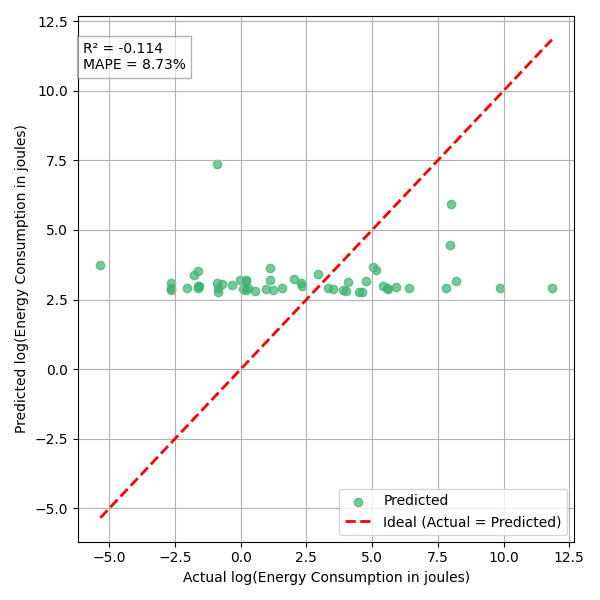 R² = -0.114
MAPE = 8.73%
12.5
10.0
7.5
5.0
2.5
0.0
−2.5
−5.0
Predicted log(Energy Consumption in joules)
Predicted
Ideal (Actual = Predicted)
−5.0 −2.5 0.0 2.5 5.0 7.5 10.0 12.5
Actual log(Energy Consumption in joules)